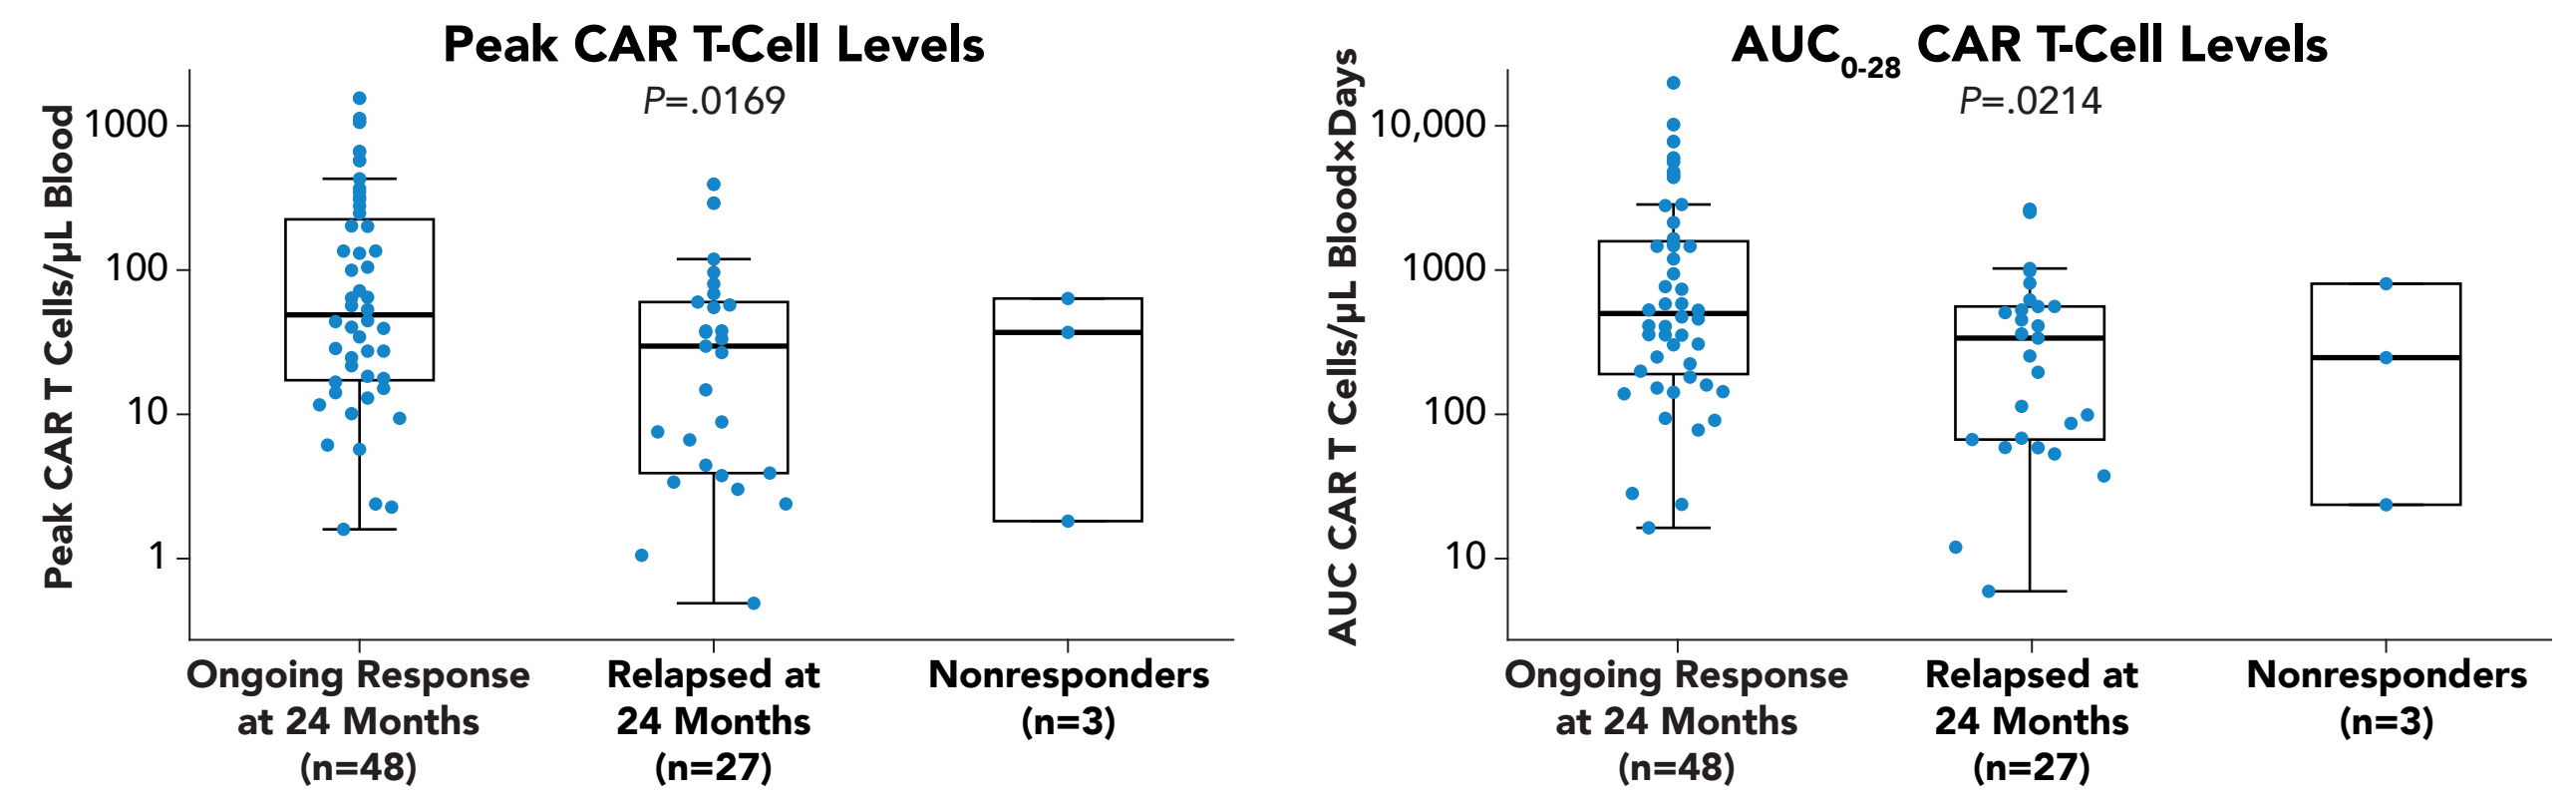 Peak CAR T-Cell Levels
P=.0169
Peak CAR T Cells/µL Blood
1000
100
10
1
Ongoing Response
at 24 Months
(n=48)
Relapsed at
24 Months
(n=27)
Nonresponders
(n=3)
AUC0-28 CAR T-Cell Levels
P=.0214
AUC CAR T Cells/µL Blood×Days
10,000
1000
100
10
Ongoing Response
at 24 Months
(n=48)
Relapsed at
24 Months
(n=27)
Nonresponders
(n=3)